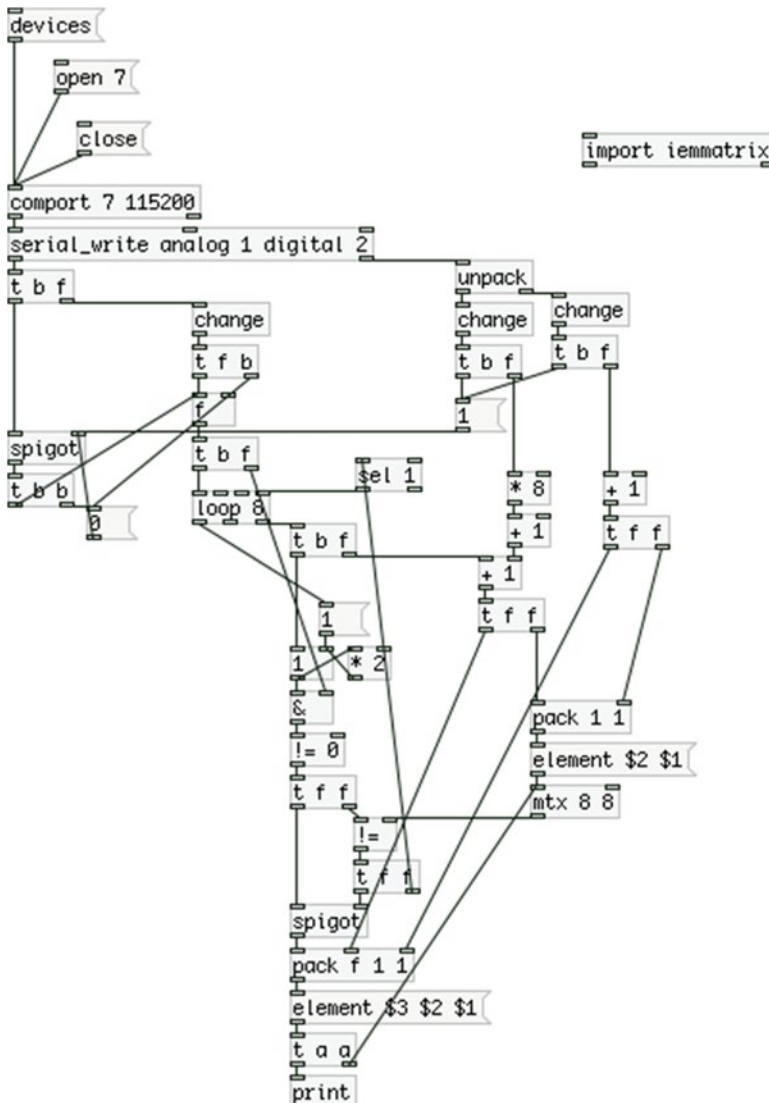 devices
open 7
close
import iemmatrix
comport 7 115200
serial_write analog 1 digital 2
unpack
t b f
change
change
change
t f b
t b f
t b f
f
1
spigot
t b f
sel 1
t b b
* 8
+ 1
0
loop 8
+ 1
t f f
t b f
+ 1
1
t f f
1
* 2
&
pack 1 1
!= 0
element $2 $1
t f f
mtx 8 8
!=
t f f
spigot
pack f 1 1
element $3 $2 $1
t a a
print